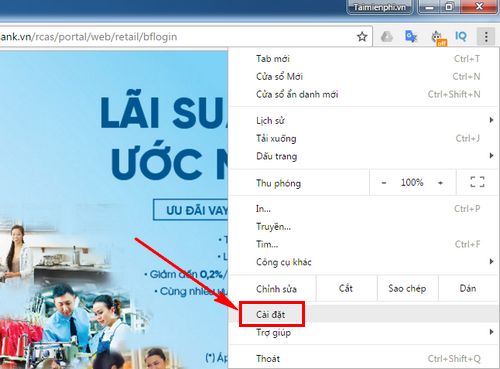 Taimienphi.vn
ank.vn/rcas/portal/web/retail/bflogin
off
IQ
Tab mới Ctrl+T
Cửa sổ Mới Ctrl+N
Cửa sổ ẩn danh mới Ctrl+Shift+N
Lịch sử
Tải xuống Ctrl+J
Dấu trang
Thu phóng − 100% +
In... Ctrl+P
Truyền...
Tìm... Ctrl+F
Công cụ khác
Chỉnh sửa Cắt Sao chép Dán
Cài đặt
Trợ giúp
Thoát Ctrl+Shift+Q
LÃI SU
ƯỚC N
ƯU ĐÃI VAY
• T
• L
• Giảm đến 0,2%/
• Cùng nhiều ư
(*) Áp